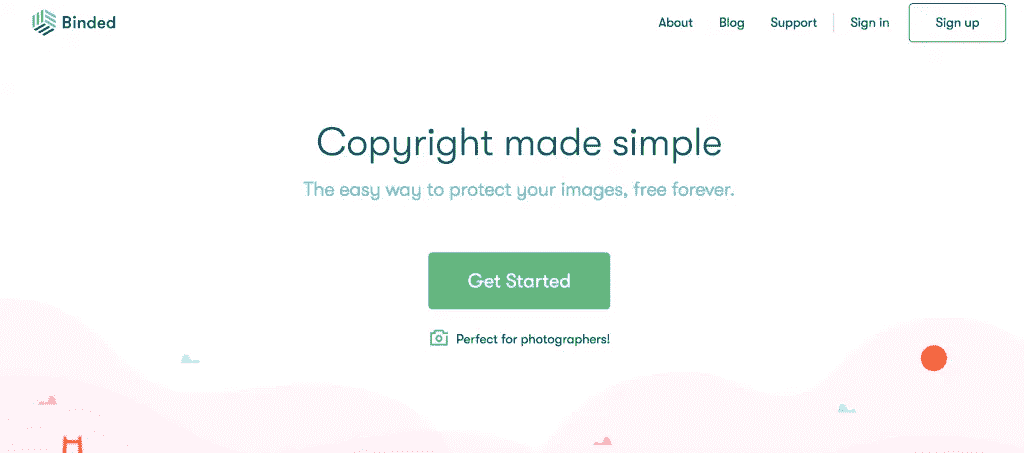 Binded
About
Blog
Support
Sign in
Sign up
Copyright made simple
The easy way to protect your images, free forever.
Get Started
Perfect for photographers!